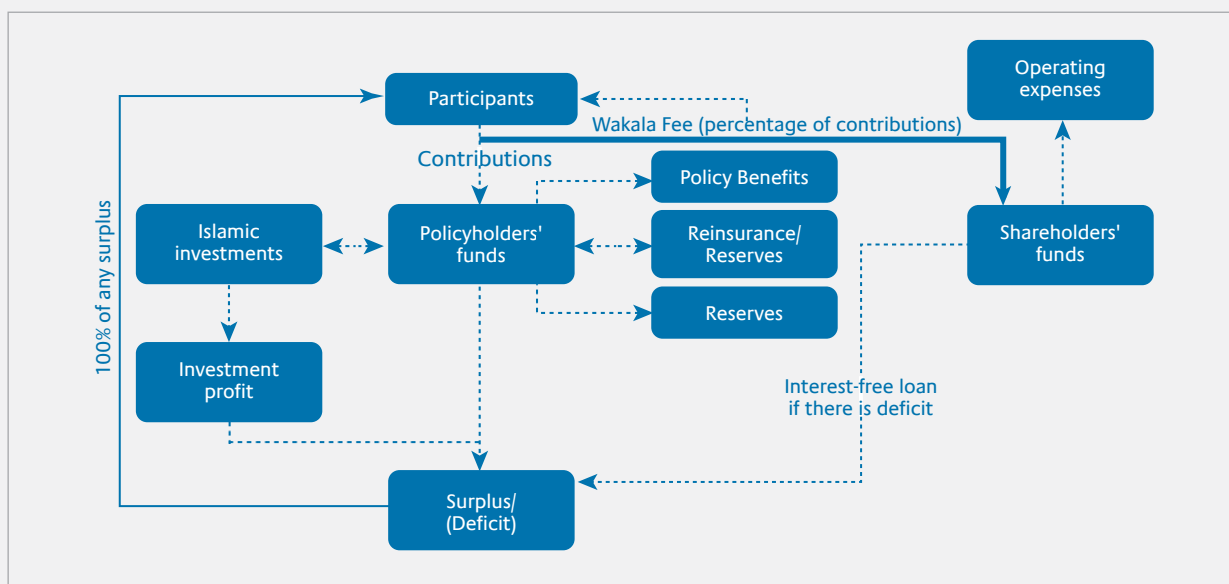 Operating
expenses
Participants
Wakala Fee (percentage of contributions)
Contributions
Policy Benefits
100% of any surplus
Islamic
investments
Policyholders'
funds
Reinsurance/
Reserves
Shareholders'
funds
Reserves
Investment
profit
Interest-free loan
if there is deficit
Surplus/
(Deficit)